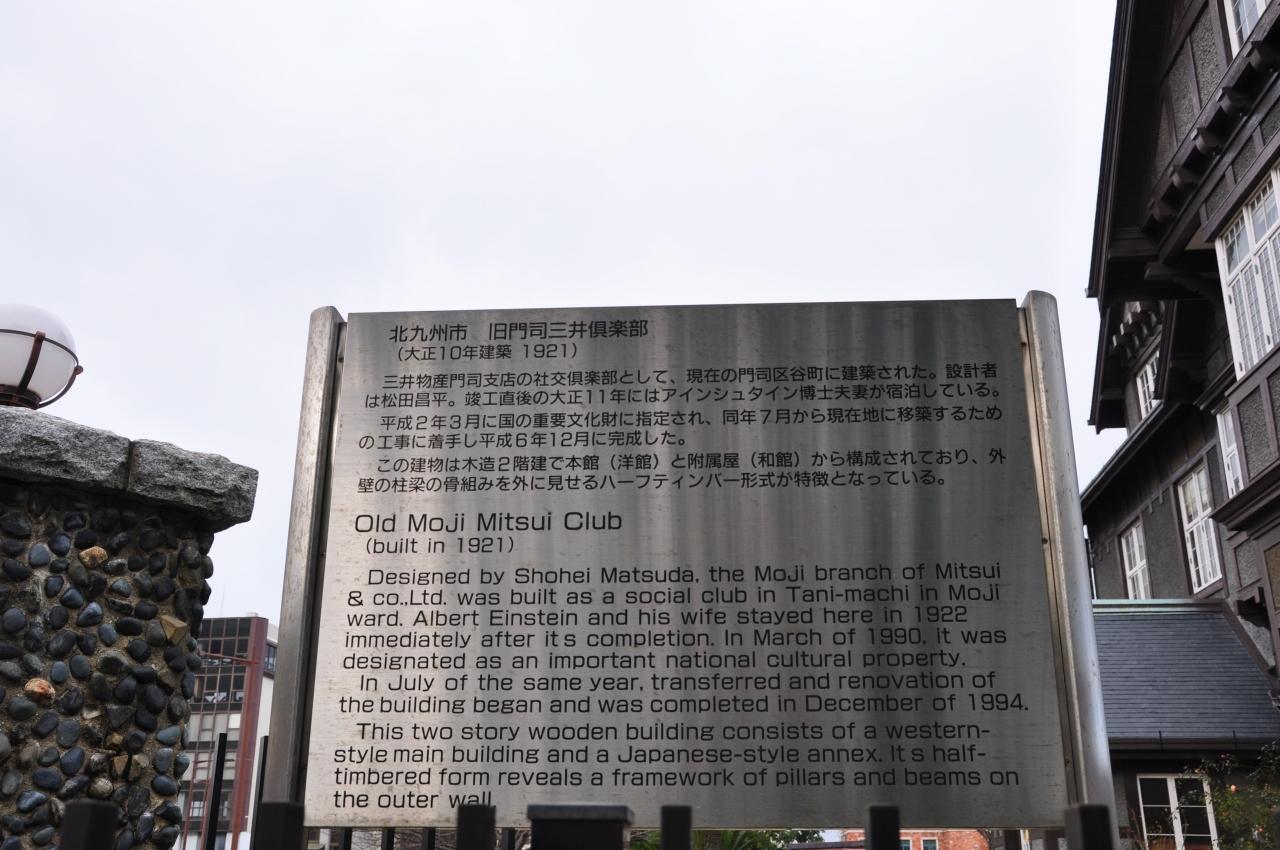 北九州市　旧門司三井倶楽部
（大正10年建築 1921）
三井物産門司支店の社交倶楽部として、現在の門司区谷町に建築された。設計者
は松田昌平。竣工直後の大正11年にはアインシュタイン博士夫妻が宿泊している。
平成２年３月に国の重要文化財に指定され、同年７月から現在地に移築するため
の工事に着手し平成６年12月に完成した。
この建物は木造２階建で本館（洋館）と附属屋（和館）から構成されており、外
壁の柱梁の骨組みを外に見せるハーフティンバー形式が特徴となっている。
Old Moji Mitsui Club
(built in 1921)
Designed by Shohei Matsuda, the Moji branch of Mitsui
& co.,Ltd. was built as a social club in Tani-machi in Moji
ward. Albert Einstein and his wife stayed here in 1922
immediately after it's completion. In March of 1990, it was
designated as an important national cultural property.
In July of the same year, transferred and renovation of
the building began and was completed in December of 1994.
This two story wooden building consists of a western-
style main building and a Japanese-style annex. It's half-
timbered form reveals a framework of pillars and beams on
the outer wall